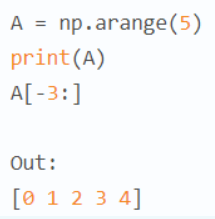 A = np.arange(5)
print(A)
A[-3:]
Out:
[0 1 2 3 4]